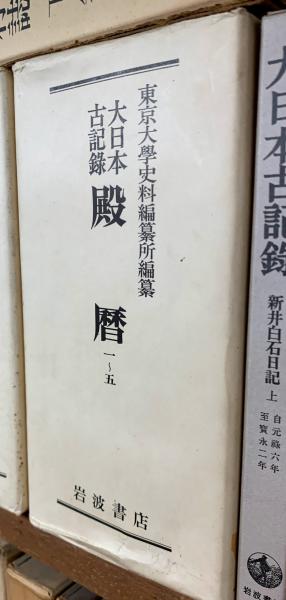 東京大學史料編纂所編纂
大日本
古記錄
殿暦
一〜五
岩波書店
大日本古記錄
新井白石日記 上
自元祿六年
至寶永二年
岩波書